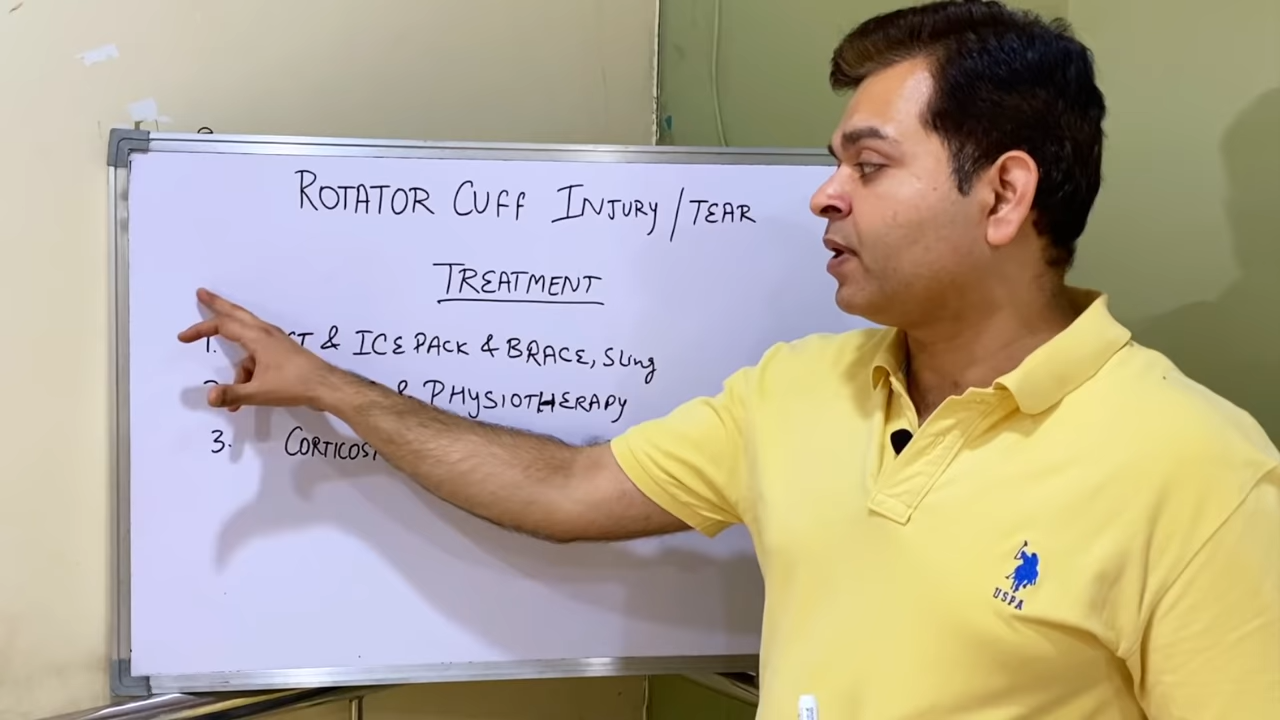 ROTATOR CUFF INJURY/TEAR
TREATMENT
1. & ICE PACK & BRACE, Sling
& PHYSIOTHERAPY
3.
USPA